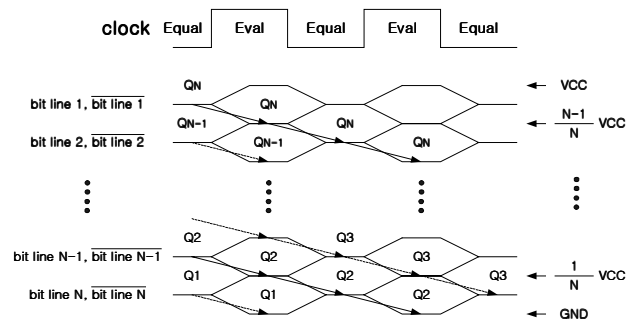 clock Equal Eval Equal Eval Equal
QN VCC
bit line 1, bit line 1 QN
QN-1 QN N-1/N VCC
bit line 2, bit line 2 QN-1 QN
Q2 Q3
bit line N-1, bit line N-1 Q2 Q3
Q1 Q2 Q3 1/N VCC
bit line N, bit line N Q1 Q2
GND